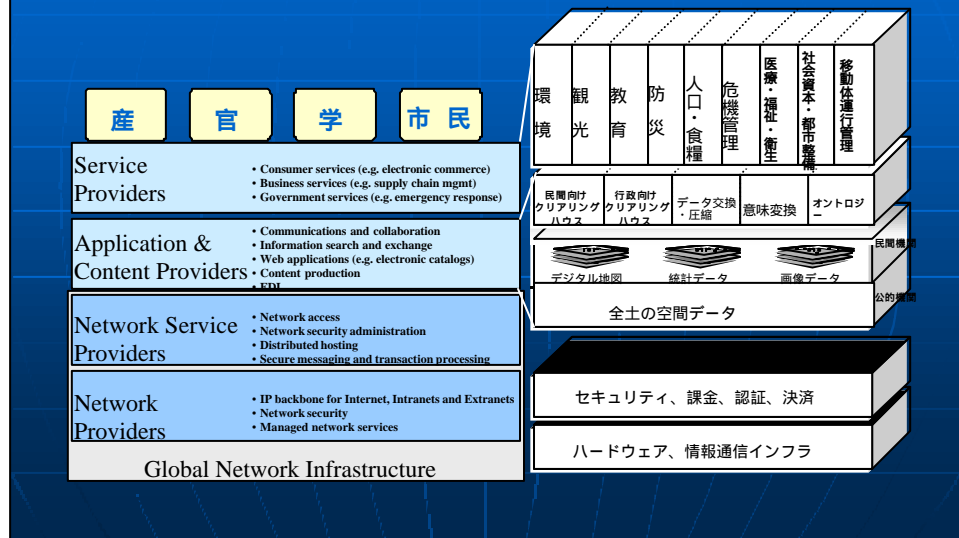 産 官 学 市 民
Service
Providers
• Consumer services (e.g. electronic commerce)
• Business services (e.g. supply chain mgmt)
• Government services (e.g. emergency response)
Application &
Content Providers
• Communications and collaboration
• Information search and exchange
• Web applications (e.g. electronic catalogs)
• Content production
• EDI
Network Service
Providers
• Network access
• Network security administration
• Distributed hosting
• Secure messaging and transaction processing
Network
Providers
• IP backbone for Internet, Intranets and Extranets
• Network security
• Managed network services
Global Network Infrastructure
環境
観光
教育
防災
人口・食糧
危機管理
医療・福祉・衛生
社会資本・都市整備
移動体運行管理
民間向け
クリアリング
ハウス
行政向け
クリアリング
ハウス
データ交換
・圧縮
意味変換
オントロジ
ー
民間機関
デジタル地図
統計データ
画像データ
公的機関
全土の空間データ
セキュリティ、課金、認証、決済
ハードウェア、情報通信インフラ